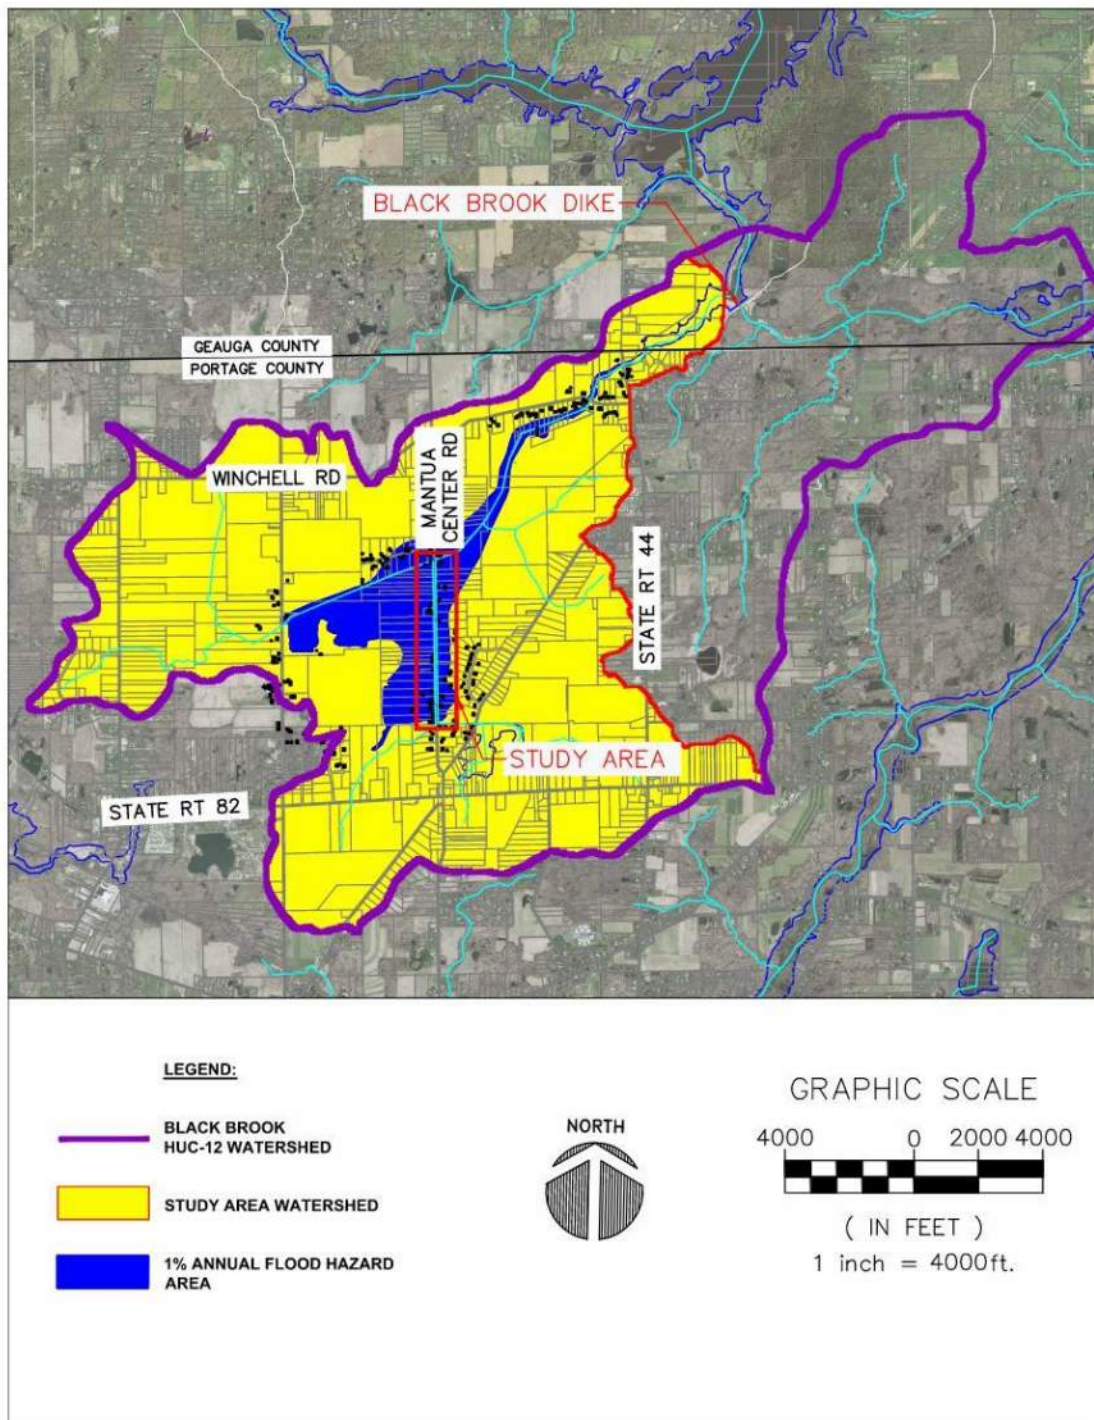 BLACK BROOK DIKE
GEAUGA COUNTY
PORTAGE COUNTY
WINCHELL RD
MANTUA
CENTER RD
STATE RT 44
STUDY AREA
STATE RT 82
LEGEND:
BLACK BROOK
HUC-12 WATERSHED
STUDY AREA WATERSHED
1% ANNUAL FLOOD HAZARD
AREA
NORTH
GRAPHIC SCALE
4000 0 2000 4000
( IN FEET )
1 inch = 4000ft.